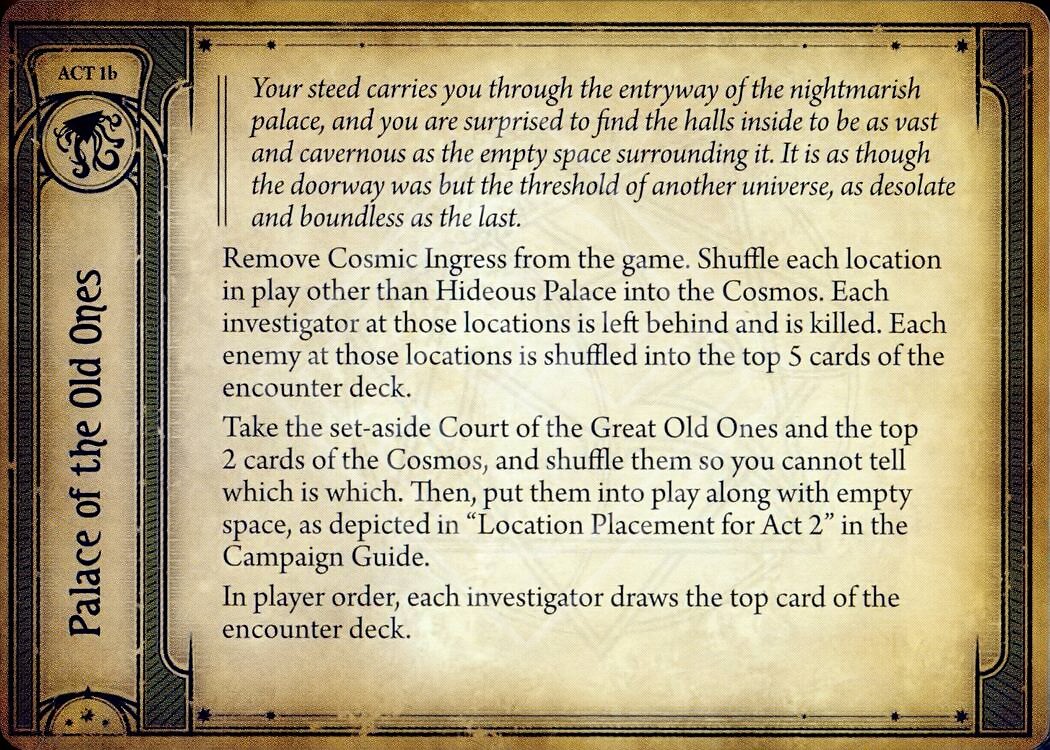 ACT 1b
Palace of the Old Ones
Your steed carries you through the entryway of the nightmarish
palace, and you are surprised to find the halls inside to be as vast
and cavernous as the empty space surrounding it. It is as though
the doorway was but the threshold of another universe, as desolate
and boundless as the last.
Remove Cosmic Ingress from the game. Shuffle each location
in play other than Hideous Palace into the Cosmos. Each
investigator at those locations is left behind and is killed. Each
enemy at those locations is shuffled into the top 5 cards of the
encounter deck.
Take the set-aside Court of the Great Old Ones and the top
2 cards of the Cosmos, and shuffle them so you cannot tell
which is which. Then, put them into play along with empty
space, as depicted in “Location Placement for Act 2” in the
Campaign Guide.
In player order, each investigator draws the top card of the
encounter deck.